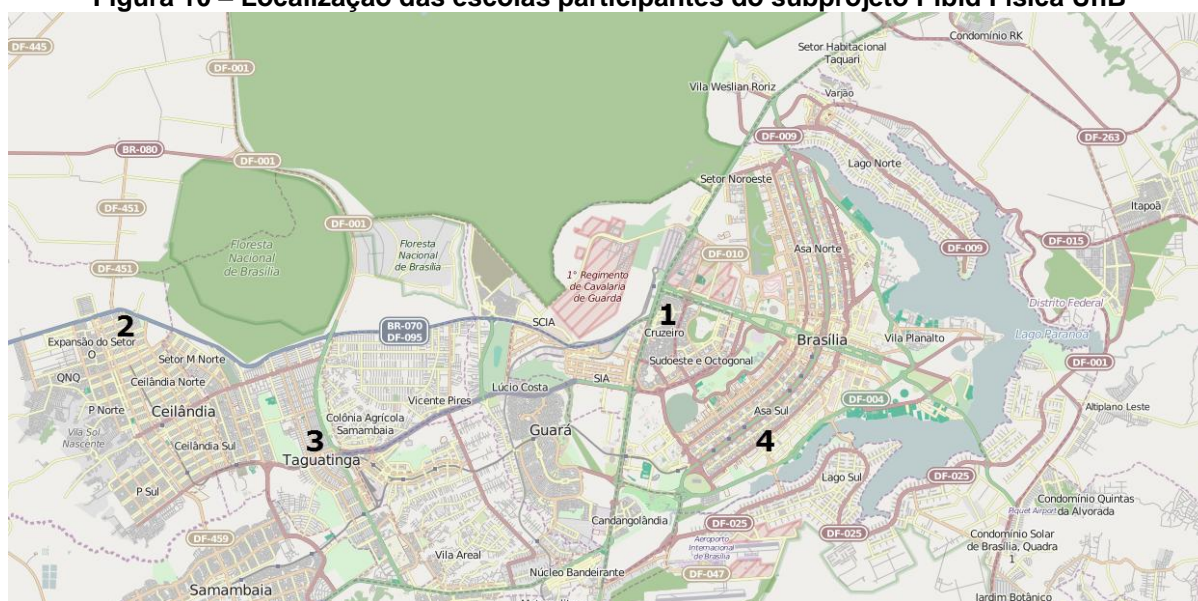 Figura 10 – Localização das escolas participantes do subprojeto Pibid Física UnB
DF-445
DF-001
Condomínio RK
Setor Habitacional
Taquari
Vila Weslian Roriz
Varjão
DF-009
DF-263
BR-080
DF-001
Lago Norte
Setor Noroeste
DF-451
Itapoã
DF-001
Asa Norte
Floresta
Nacional
de Brasília
Floresta
Nacional
de Brasília
DF-009
DF-015
DF-010
DF-451
1° Regimento
de Cavalaria
de Guarda
Distrito Federal
2
BR-070
DF-095
SCIA
1
Cruzeiro
Expansão do Setor
O
Setor M Norte
Brasília
Vila Planalto
Lago Paranoá
Sudoeste e Octogonal
DF-001
QNQ
Ceilândia Norte
Lúcio Costa
SIA
Vicente Pires
DF-004
P Norte
Ceilândia
Colônia Agrícola
Samambaia
Asa Sul
Altiplano Leste
Vila Sol
Nascente
Ceilândia Sul
3
Taguatinga
Guará
4
Lago Sul
DF-025
P Sul
Condomínio Quintas
da Alvorada
Piquet Airport
Candangolândia
DF-025
DF-025
DF-459
Aeroporto
Internacional
de Brasília
Condomínio Solar
de Brasília, Quadra
1
Vila Areal
Núcleo Bandeirante
DF-047
Samambaia
Jardim Botânico